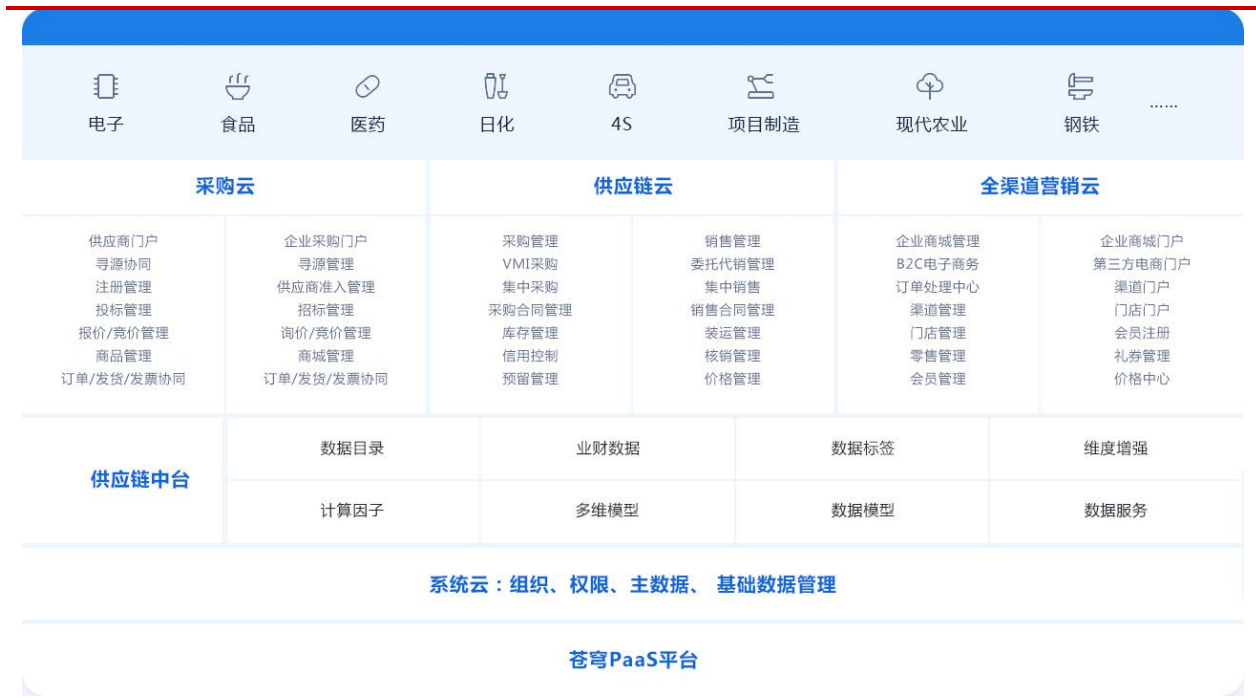 电子 食品 医药 日化 4S 项目制造 现代农业 钢铁 ......
采购云 供应链云 全渠道营销云
供应商门户 企业采购门户 采购管理 销售管理 企业商城管理 企业商城门户
寻源协同 寻源管理 VMI采购 委托代销管理 B2C电子商务 第三方电商门户
注册管理 供应商准入管理 集中采购 集中销售 订单处理中心 渠道门户
投标管理 招标管理 采购合同管理 销售合同管理 渠道管理 门店门户
报价/竞价管理 询价/竞价管理 库存管理 装运管理 门店管理 会员注册
商品管理 商城管理 信用控制 核销管理 零售管理 礼券管理
订单/发货/发票协同 订单/发货/发票协同 预留管理 价格管理 会员管理 价格中心
供应链中台
数据目录 业财数据 数据标签 维度增强
计算因子 多维模型 数据模型 数据服务
系统云：组织、权限、主数据、 基础数据管理
苍穹PaaS平台